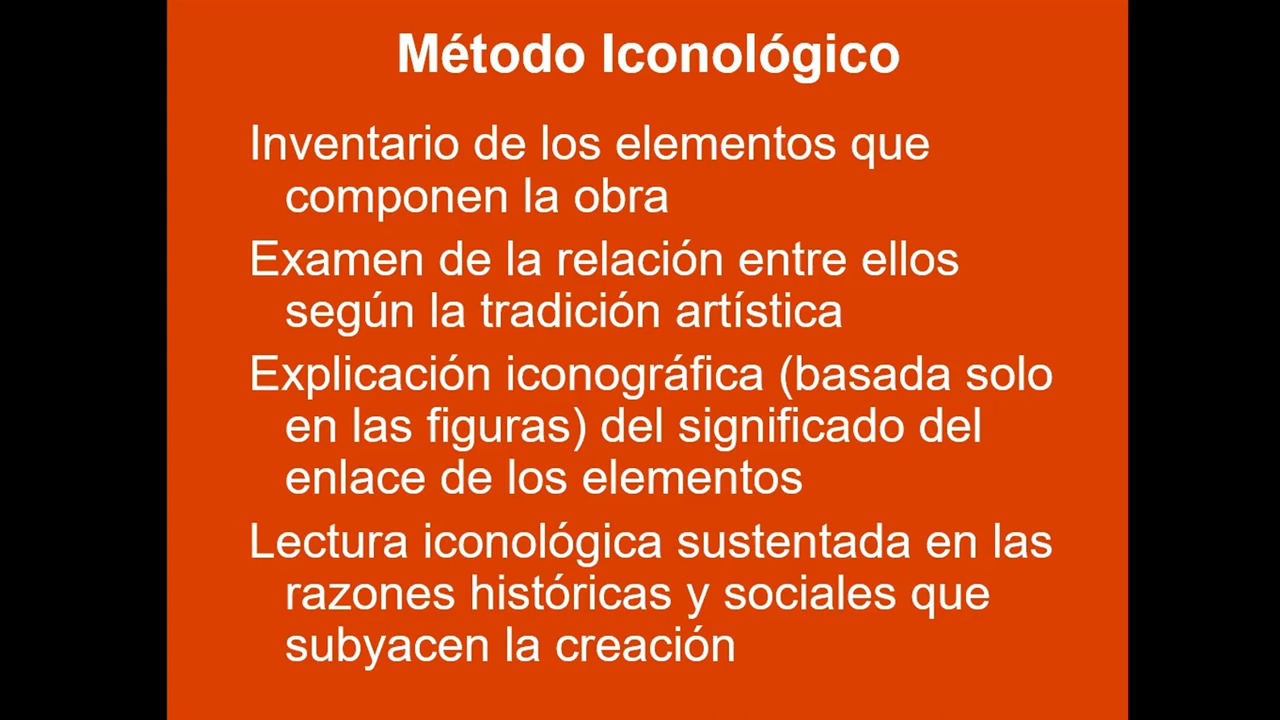 Método Iconológico
Inventario de los elementos que
componen la obra
Examen de la relación entre ellos
según la tradición artística
Explicación iconográfica (basada solo
en las figuras) del significado del
enlace de los elementos
Lectura iconológica sustentada en las
razones históricas y sociales que
subyacen la creación